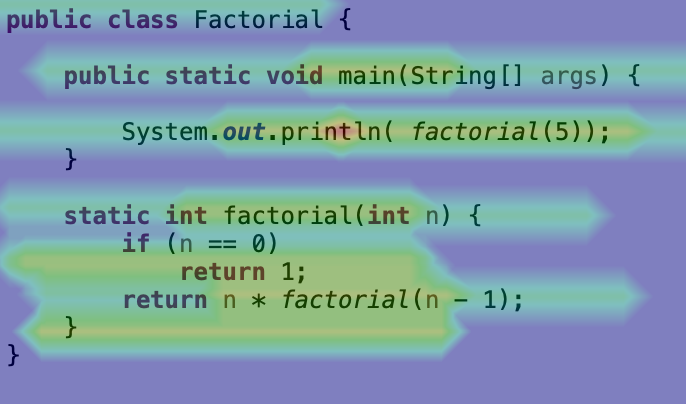 public class Factorial {
public static void main(String[] args) {
System.out.println( factorial(5));
}
static int factorial(int n) {
if (n == 0)
return 1;
return n * factorial(n - 1);
}
}